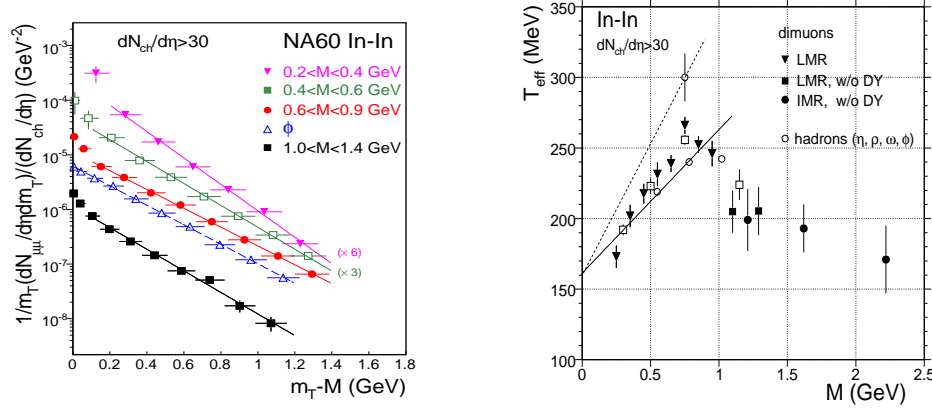 1/m_T(dN_μμ/dηdm_T)/(dN_ch/dη) (GeV⁻²)
10⁻³
10⁻⁴
10⁻⁵
10⁻⁶
10⁻⁷
10⁻⁸
dN_ch/dη>30
NA60 In-In
0.2<M<0.4 GeV
0.4<M<0.6 GeV
0.6<M<0.9 GeV
ϕ
1.0<M<1.4 GeV
(× 6)
(× 3)
0 0.2 0.4 0.6 0.8 1 1.2 1.4 1.6 1.8
m_T-M (GeV)
T_eff (MeV)
350
300
250
200
150
100
In-In
dN_ch/dη>30
dimuons
LMR
LMR, w/o DY
IMR, w/o DY
hadrons (η, ρ, ω, ϕ)
0 0.5 1 1.5 2 2.5
M (GeV)